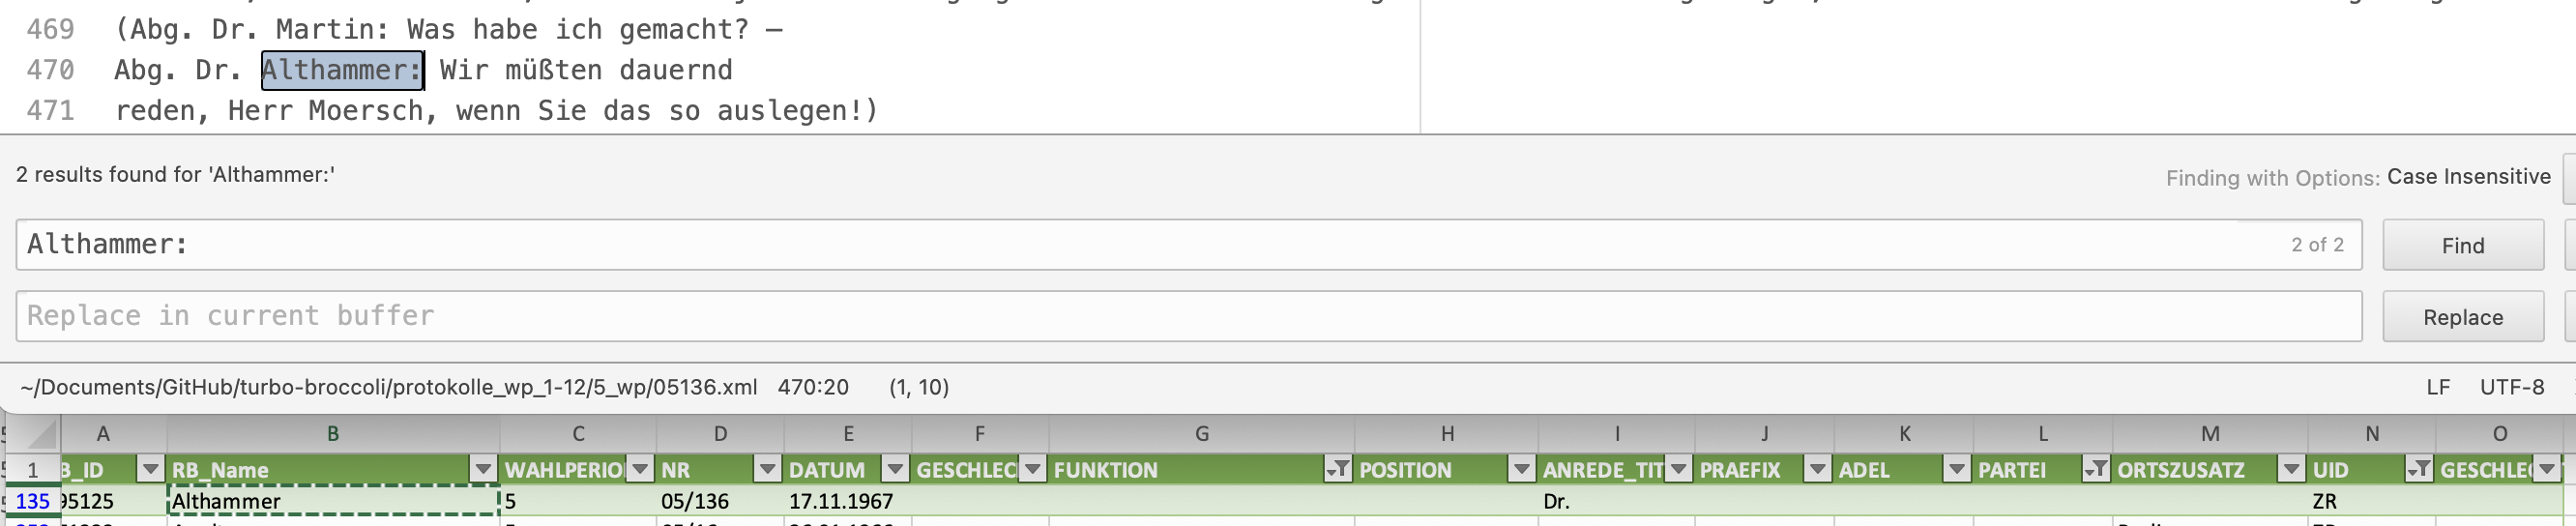 469 (Abg. Dr. Martin: Was habe ich gemacht? —
470 Abg. Dr. Althammer: Wir müßten dauernd
471 reden, Herr Moersch, wenn Sie das so auslegen!)
2 results found for 'Althammer:'
Finding with Options: Case Insensitive
Althammer:
2 of 2
Find
Replace in current buffer
Replace
~/Documents/GitHub/turbo-broccoli/protokolle_wp_1-12/5_wp/05136.xml 470:20 (1, 10)
LF UTF-8
A B C D E F G H I J K L M N O
1 B_ID RB_Name WAHLPERIO NR DATUM GESCHLEC FUNKTION POSITION ANREDE_TIT PRAEFIX ADEL PARTEI ORTSZUSATZ UID GESCHLE
135 95125 Althammer 5 05/136 17.11.1967 Dr. ZR